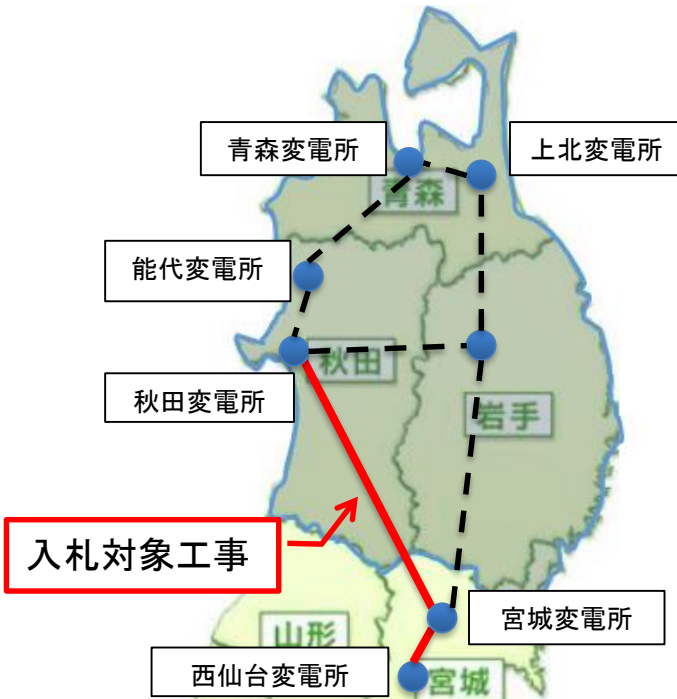 青森変電所
上北変電所
青森
能代変電所
秋田
秋田変電所
岩手
入札対象工事
宮城変電所
山形
西仙台変電所
宮城